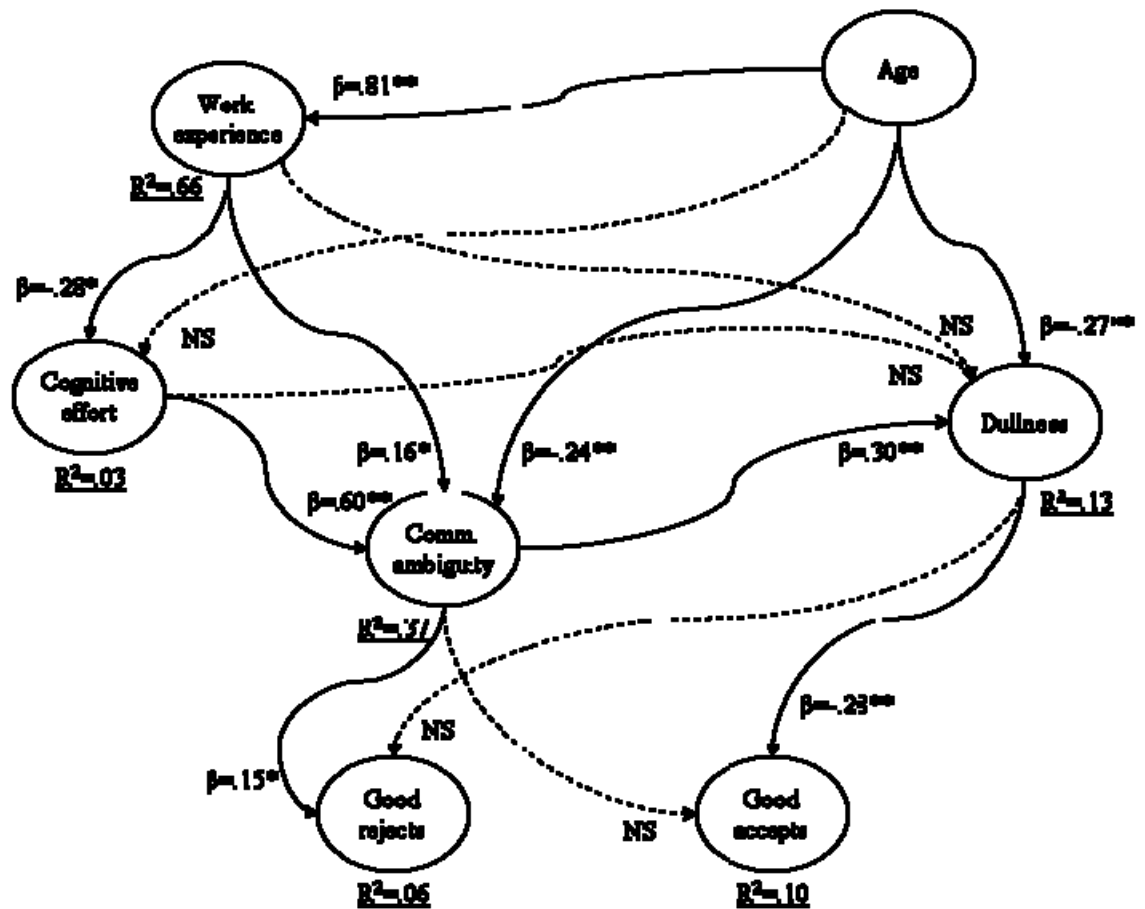 Age
β=.81**
Work
experience
R²=.66
β=-.28*
NS
NS
β=-.27**
NS
Cognitive
effort
Dullness
β=.16*
β=-.24**
β=.30**
R²=.03
β=.60**
R²=.13
Comm.
ambiguity
R²=.37
β=-.23**
NS
β=.15*
Good
rejects
Good
accepts
NS
R²=.06
R²=.10